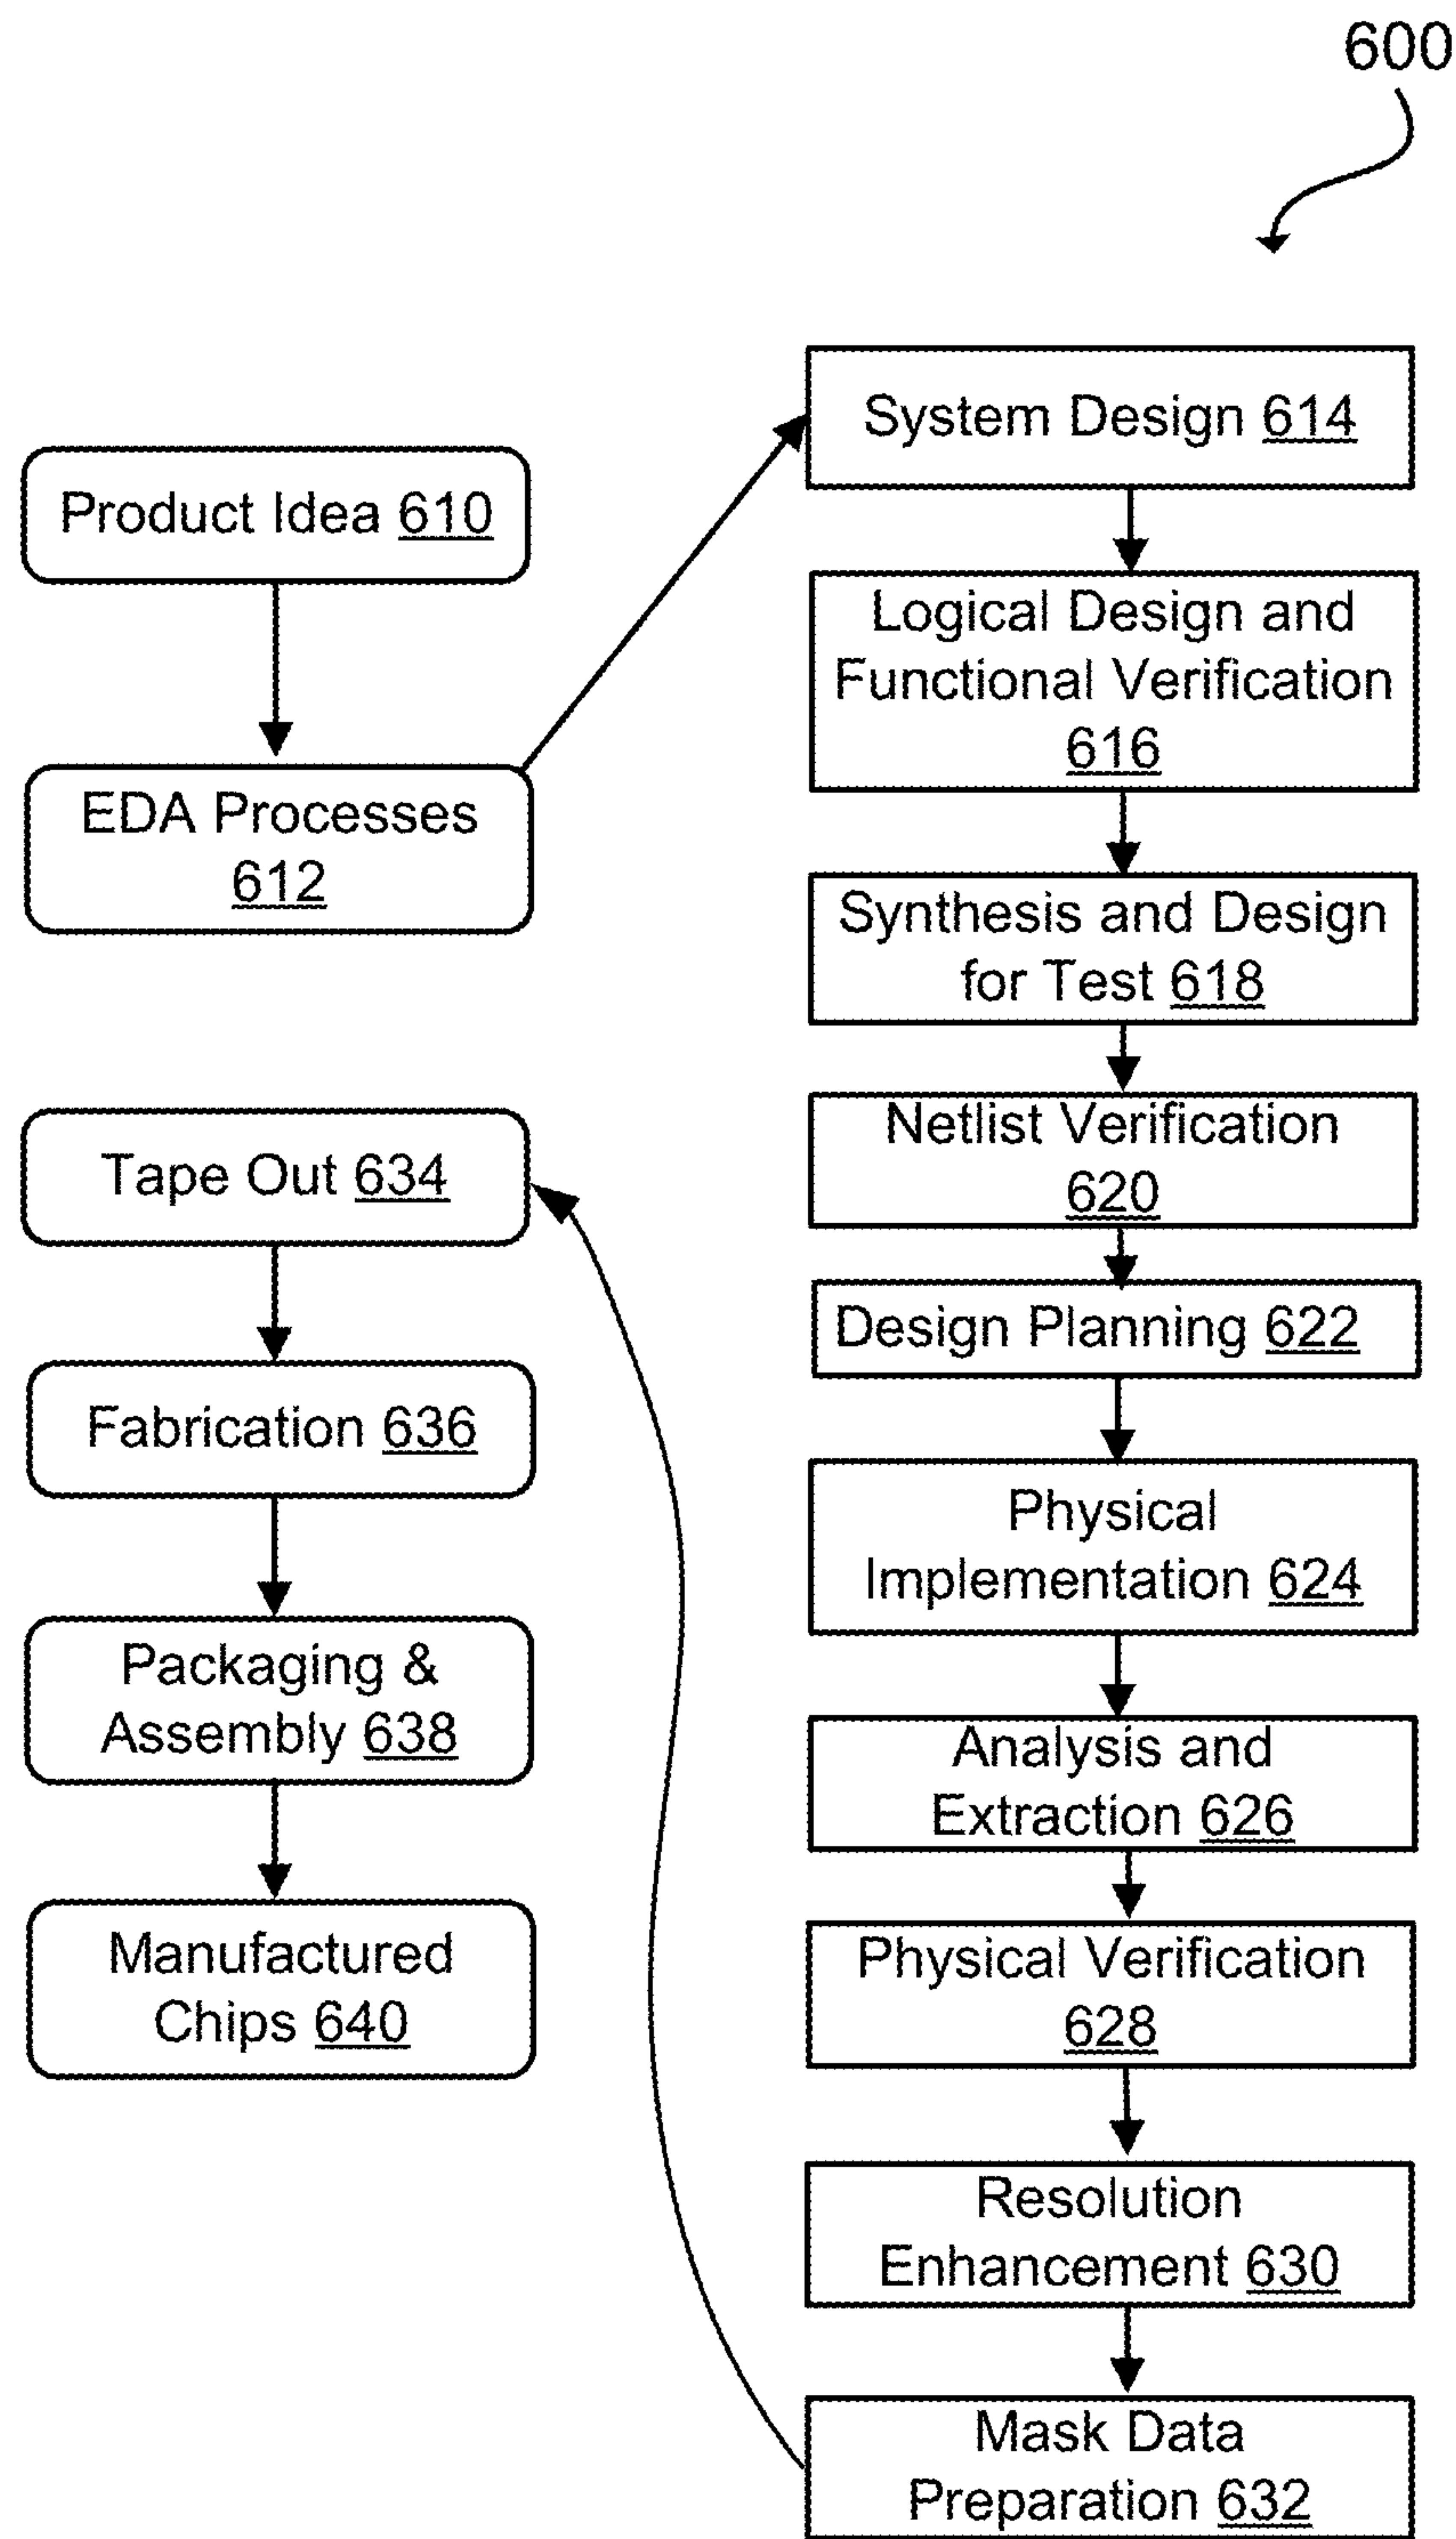 600
Product Idea 610
EDA Processes
612
System Design 614
Logical Design and
Functional Verification
616
Synthesis and Design
for Test 618
Netlist Verification
620
Design Planning 622
Physical
Implementation 624
Analysis and
Extraction 626
Physical Verification
628
Resolution
Enhancement 630
Mask Data
Preparation 632
Tape Out 634
Fabrication 636
Packaging &
Assembly 638
Manufactured
Chips 640